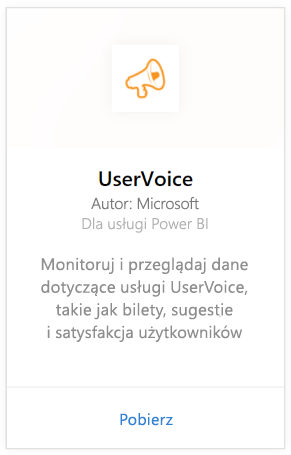 UserVoice
Autor: Microsoft
Dla usługi Power BI
Monitoruj i przeglądaj dane
dotyczące usługi UserVoice,
takie jak bilety, sugestie
i satysfakcja użytkowników
Pobierz